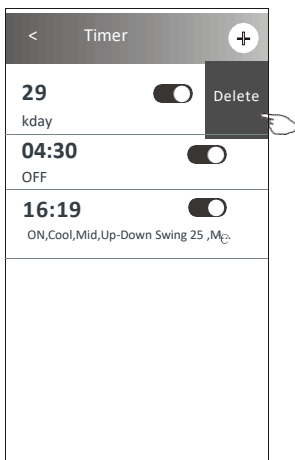 < Timer +
29
kday
Delete
04:30
OFF
16:19
ON,Cool,Mid,Up-Down Swing 25 ,M